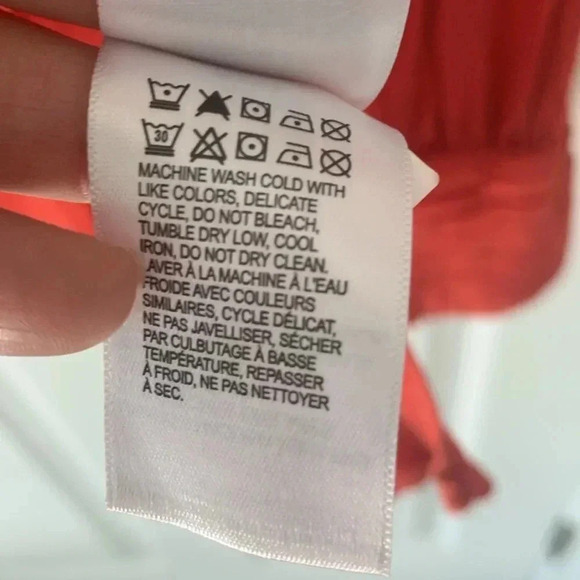 30
MACHINE WASH COLD WITH
LIKE COLORS, DELICATE
CYCLE, DO NOT BLEACH,
TUMBLE DRY LOW, COOL
IRON, DO NOT DRY CLEAN.
LAVER À LA MACHINE À L'EAU
FROIDE AVEC COULEURS
SIMILAIRES, CYCLE DÉLICAT,
NE PAS JAVELLISER, SÉCHER
PAR CULBUTAGE À BASSE
TEMPÉRATURE, REPASSER
À FROID, NE PAS NETTOYER
À SEC.